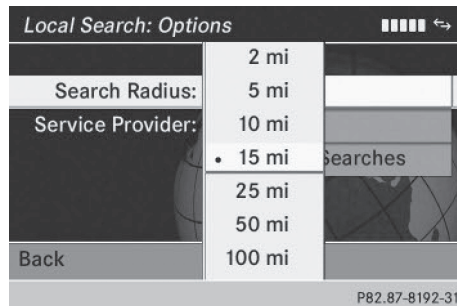 Local Search: Options
2 mi
Search Radius: 5 mi
Service Provider: 10 mi
• 15 mi Searches
25 mi
50 mi
Back 100 mi
P82.87-8192-31